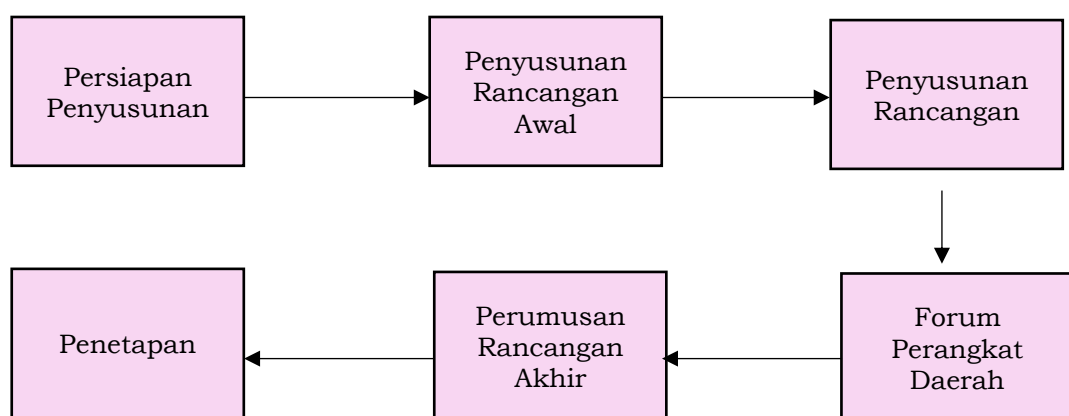 Persiapan
Penyusunan
Penyusunan
Rancangan
Awal
Penyusunan
Rancangan
Forum
Perangkat
Daerah
Perumusan
Rancangan
Akhir
Penetapan